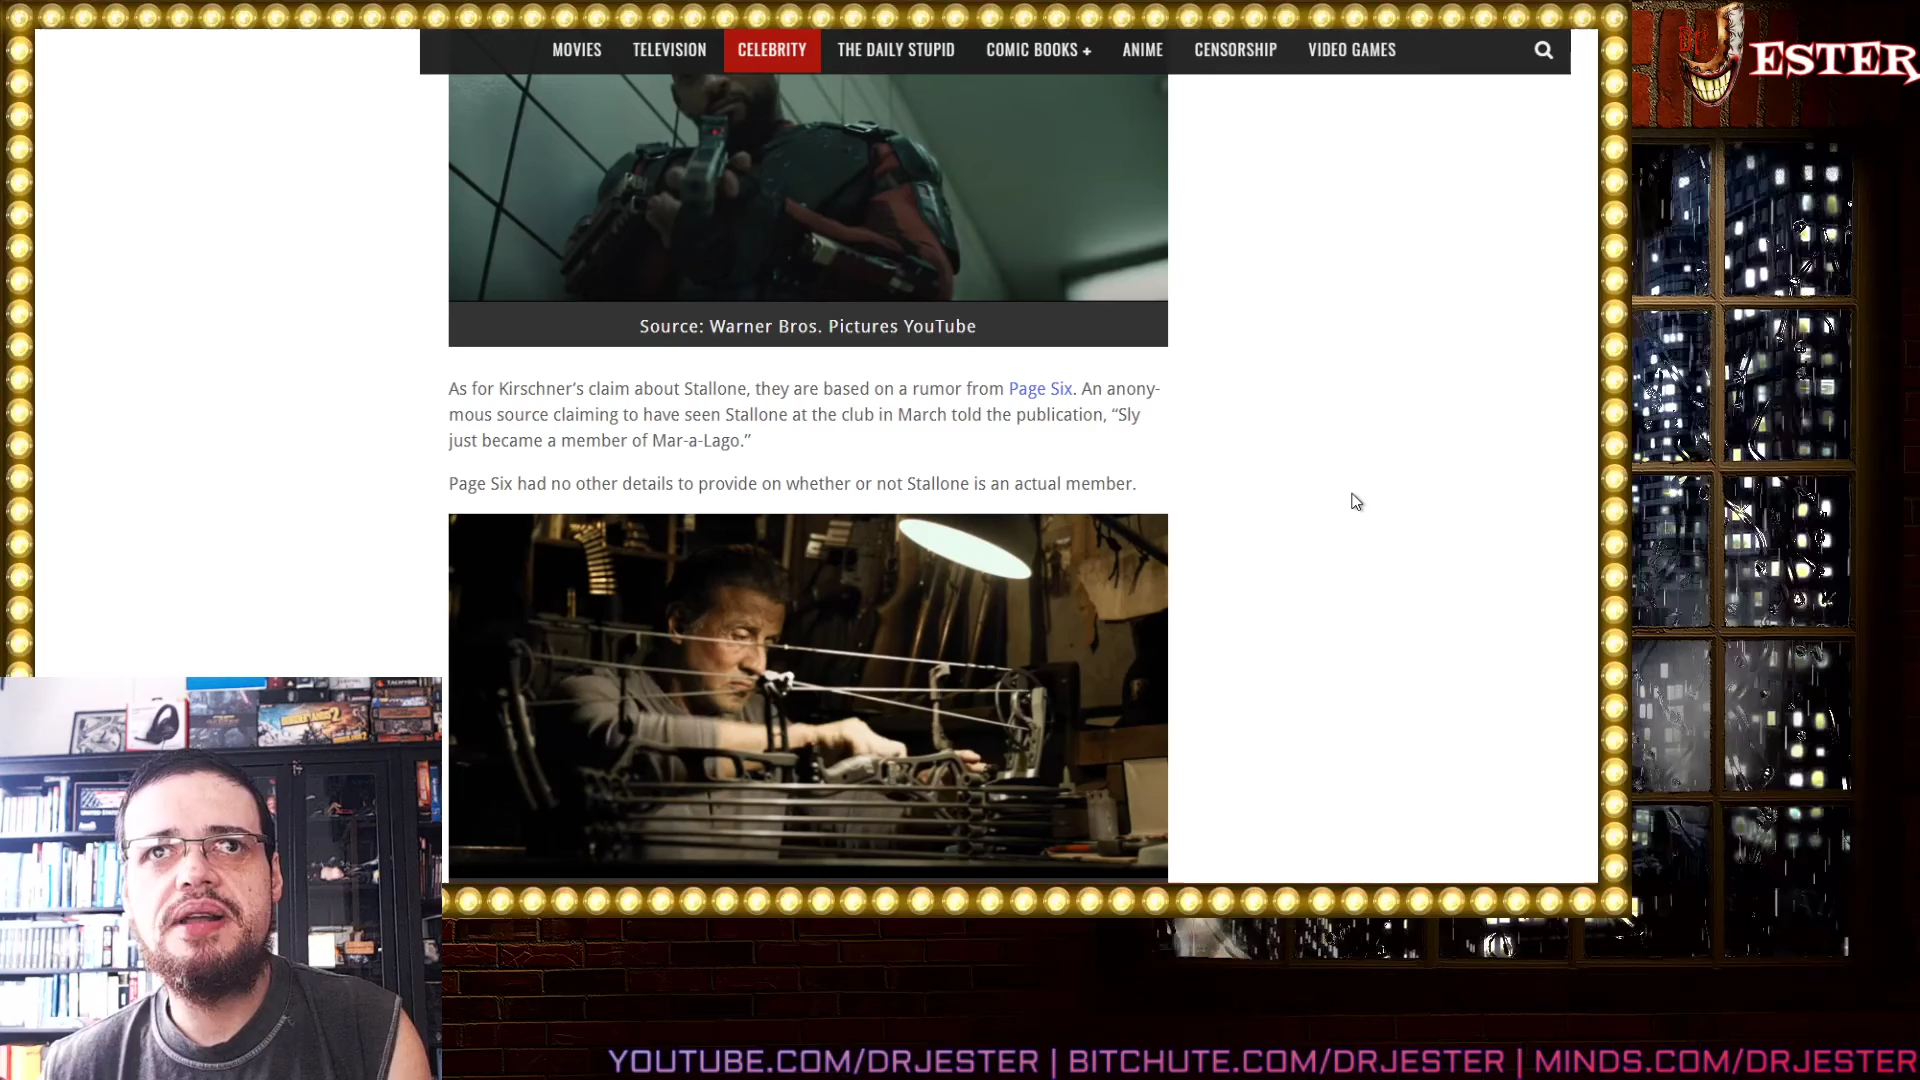 MOVIES TELEVISION CELEBRITY THE DAILY STUPID COMIC BOOKS + ANIME CENSORSHIP VIDEO GAMES
ESTER
Source: Warner Bros. Pictures YouTube
As for Kirschner’s claim about Stallone, they are based on a rumor from Page Six. An anony-
mous source claiming to have seen Stallone at the club in March told the publication, “Sly
just became a member of Mar-a-Lago.”
Page Six had no other details to provide on whether or not Stallone is an actual member.
BORDERLANDS 2
YOUTUBE.COM/DRJESTER | BITCHUTE.COM/DRJESTER | MINDS.COM/DRJESTER